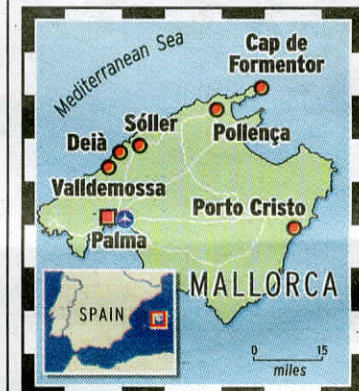 Mediterranean Sea
Cap de
Formentor
Sóller
Pollença
Deià
Valldemossa
Porto Cristo
Palma
MALLORCA
SPAIN
0 15
miles